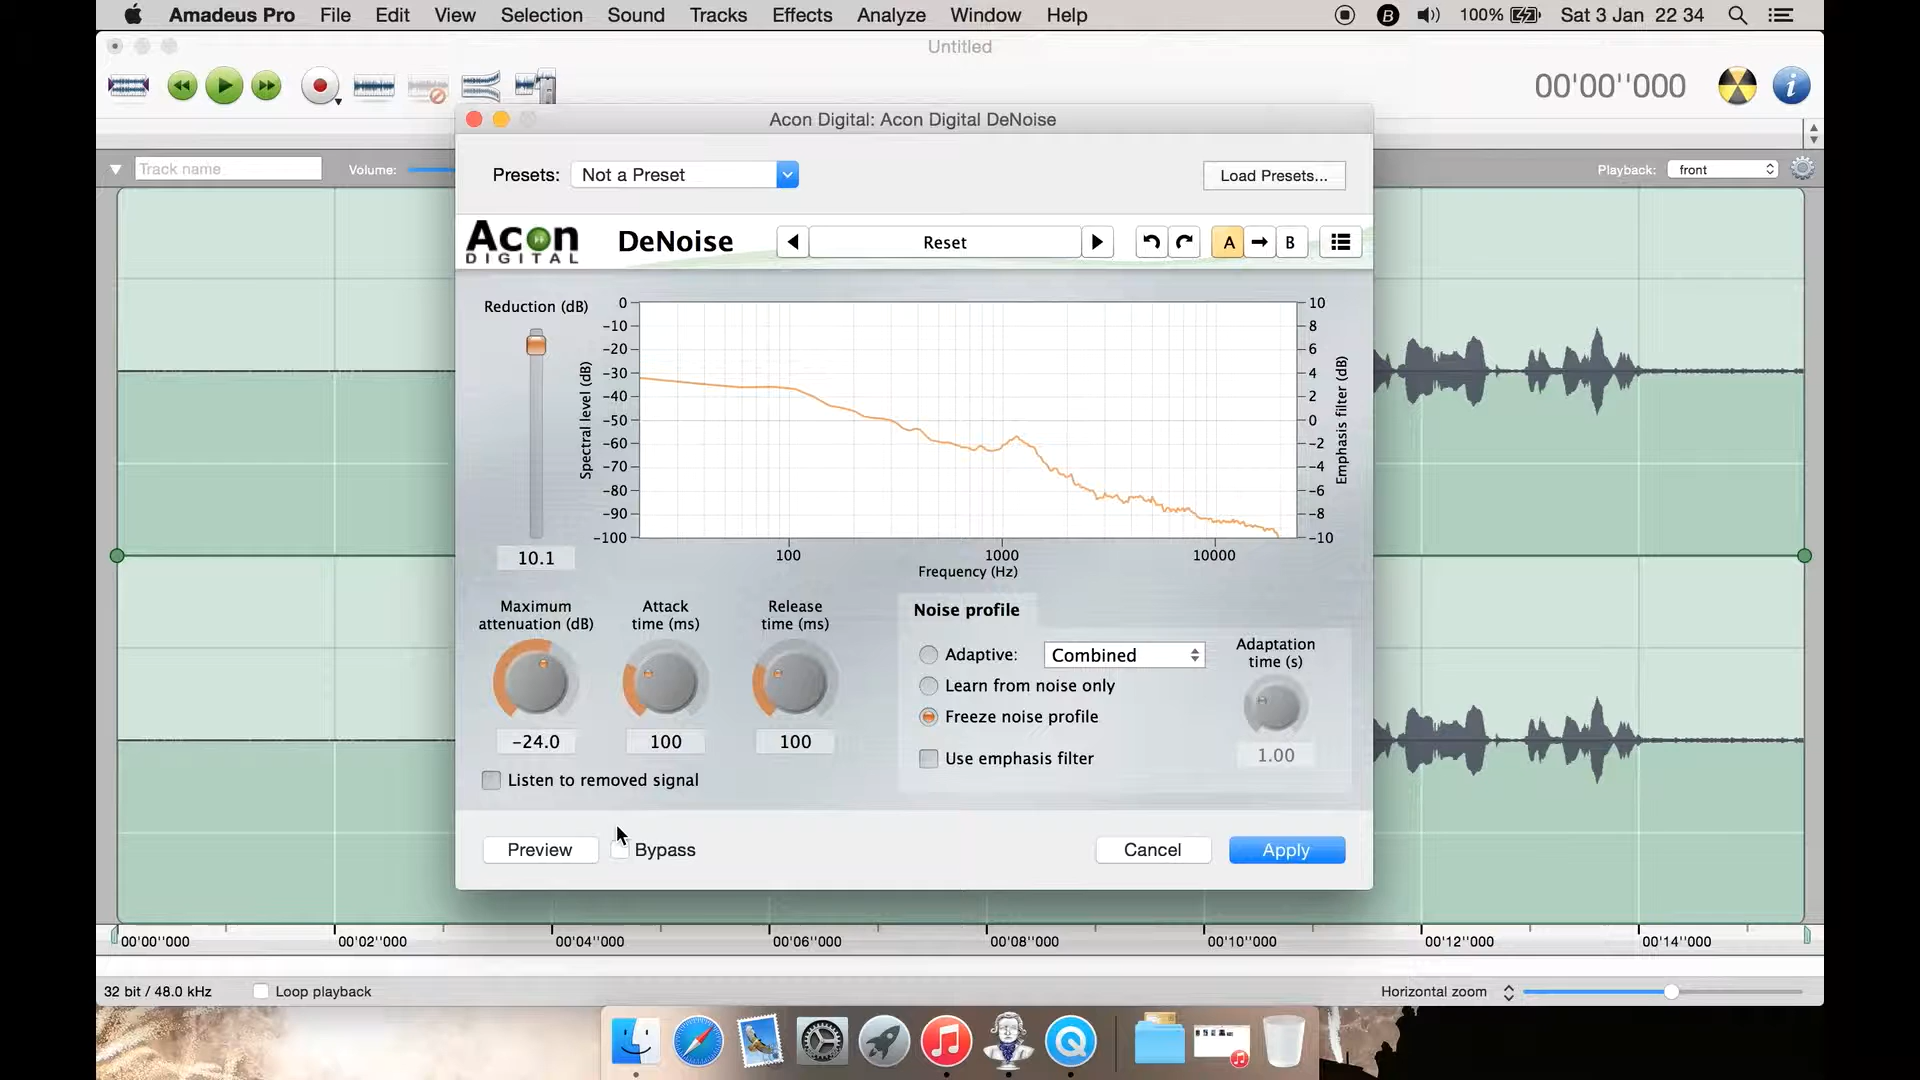 Amadeus Pro File Edit View Selection Sound Tracks Effects Analyze Window Help 100% Sat 3 Jan 22 34
Untitled
00'00''000
Acon Digital: Acon Digital DeNoise
Track name Volume: Playback: front
Presets: Not a Preset Load Presets...
Acon DIGITAL DeNoise Reset A B
Reduction (dB)
10.1
Spectral level (dB)
0
-10
-20
-30
-40
-50
-60
-70
-80
-90
-100
10
8
6
4
2
0
-2
-4
-6
-8
-10
Emphasis filter (dB)
100 1000 10000
Frequency (Hz)
Maximum attenuation (dB)
-24.0
Attack time (ms)
100
Release time (ms)
100
Listen to removed signal
Noise profile
Adaptive: Combined
Learn from noise only
Freeze noise profile
Use emphasis filter
Adaptation time (s)
1.00
Preview Bypass Cancel Apply
00'00''000 00'02''000 00'04''000 00'06''000 00'08''000 00'10''000 00'12''000 00'14''000
32 bit / 48.0 kHz Loop playback Horizontal zoom